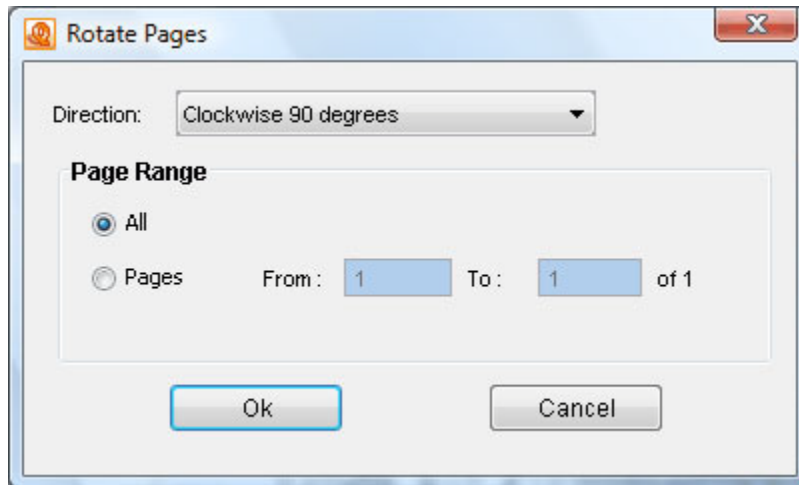 Rotate Pages
Direction: Clockwise 90 degrees
Page Range
All
Pages From : 1 To : 1 of 1
Ok Cancel